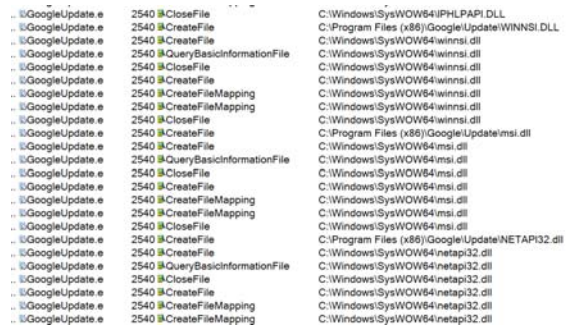 .. GoogleUpdate.e 2540 CloseFile C:\Windows\SysWOW64\IPHLPAPI.DLL
.. GoogleUpdate.e 2540 CreateFile C:\Program Files (x86)\Google\Update\WINNSI.DLL
.. GoogleUpdate.e 2540 CreateFile C:\Windows\SysWOW64\winnsi.dll
.. GoogleUpdate.e 2540 QueryBasicInformationFile C:\Windows\SysWOW64\winnsi.dll
.. GoogleUpdate.e 2540 CloseFile C:\Windows\SysWOW64\winnsi.dll
.. GoogleUpdate.e 2540 CreateFile C:\Windows\SysWOW64\winnsi.dll
.. GoogleUpdate.e 2540 CreateFileMapping C:\Windows\SysWOW64\winnsi.dll
.. GoogleUpdate.e 2540 CreateFileMapping C:\Windows\SysWOW64\winnsi.dll
.. GoogleUpdate.e 2540 CloseFile C:\Windows\SysWOW64\winnsi.dll
.. GoogleUpdate.e 2540 CreateFile C:\Program Files (x86)\Google\Update\msi.dll
.. GoogleUpdate.e 2540 CreateFile C:\Windows\SysWOW64\msi.dll
.. GoogleUpdate.e 2540 QueryBasicInformationFile C:\Windows\SysWOW64\msi.dll
.. GoogleUpdate.e 2540 CloseFile C:\Windows\SysWOW64\msi.dll
.. GoogleUpdate.e 2540 CreateFile C:\Windows\SysWOW64\msi.dll
.. GoogleUpdate.e 2540 CreateFileMapping C:\Windows\SysWOW64\msi.dll
.. GoogleUpdate.e 2540 CreateFileMapping C:\Windows\SysWOW64\msi.dll
.. GoogleUpdate.e 2540 CloseFile C:\Windows\SysWOW64\msi.dll
.. GoogleUpdate.e 2540 CreateFile C:\Program Files (x86)\Google\Update\NETAPI32.dll
.. GoogleUpdate.e 2540 CreateFile C:\Windows\SysWOW64\netapi32.dll
.. GoogleUpdate.e 2540 QueryBasicInformationFile C:\Windows\SysWOW64\netapi32.dll
.. GoogleUpdate.e 2540 CloseFile C:\Windows\SysWOW64\netapi32.dll
.. GoogleUpdate.e 2540 CreateFile C:\Windows\SysWOW64\netapi32.dll
.. GoogleUpdate.e 2540 CreateFileMapping C:\Windows\SysWOW64\netapi32.dll
.. GoogleUpdate.e 2540 CreateFileMapping C:\Windows\SysWOW64\netapi32.dll